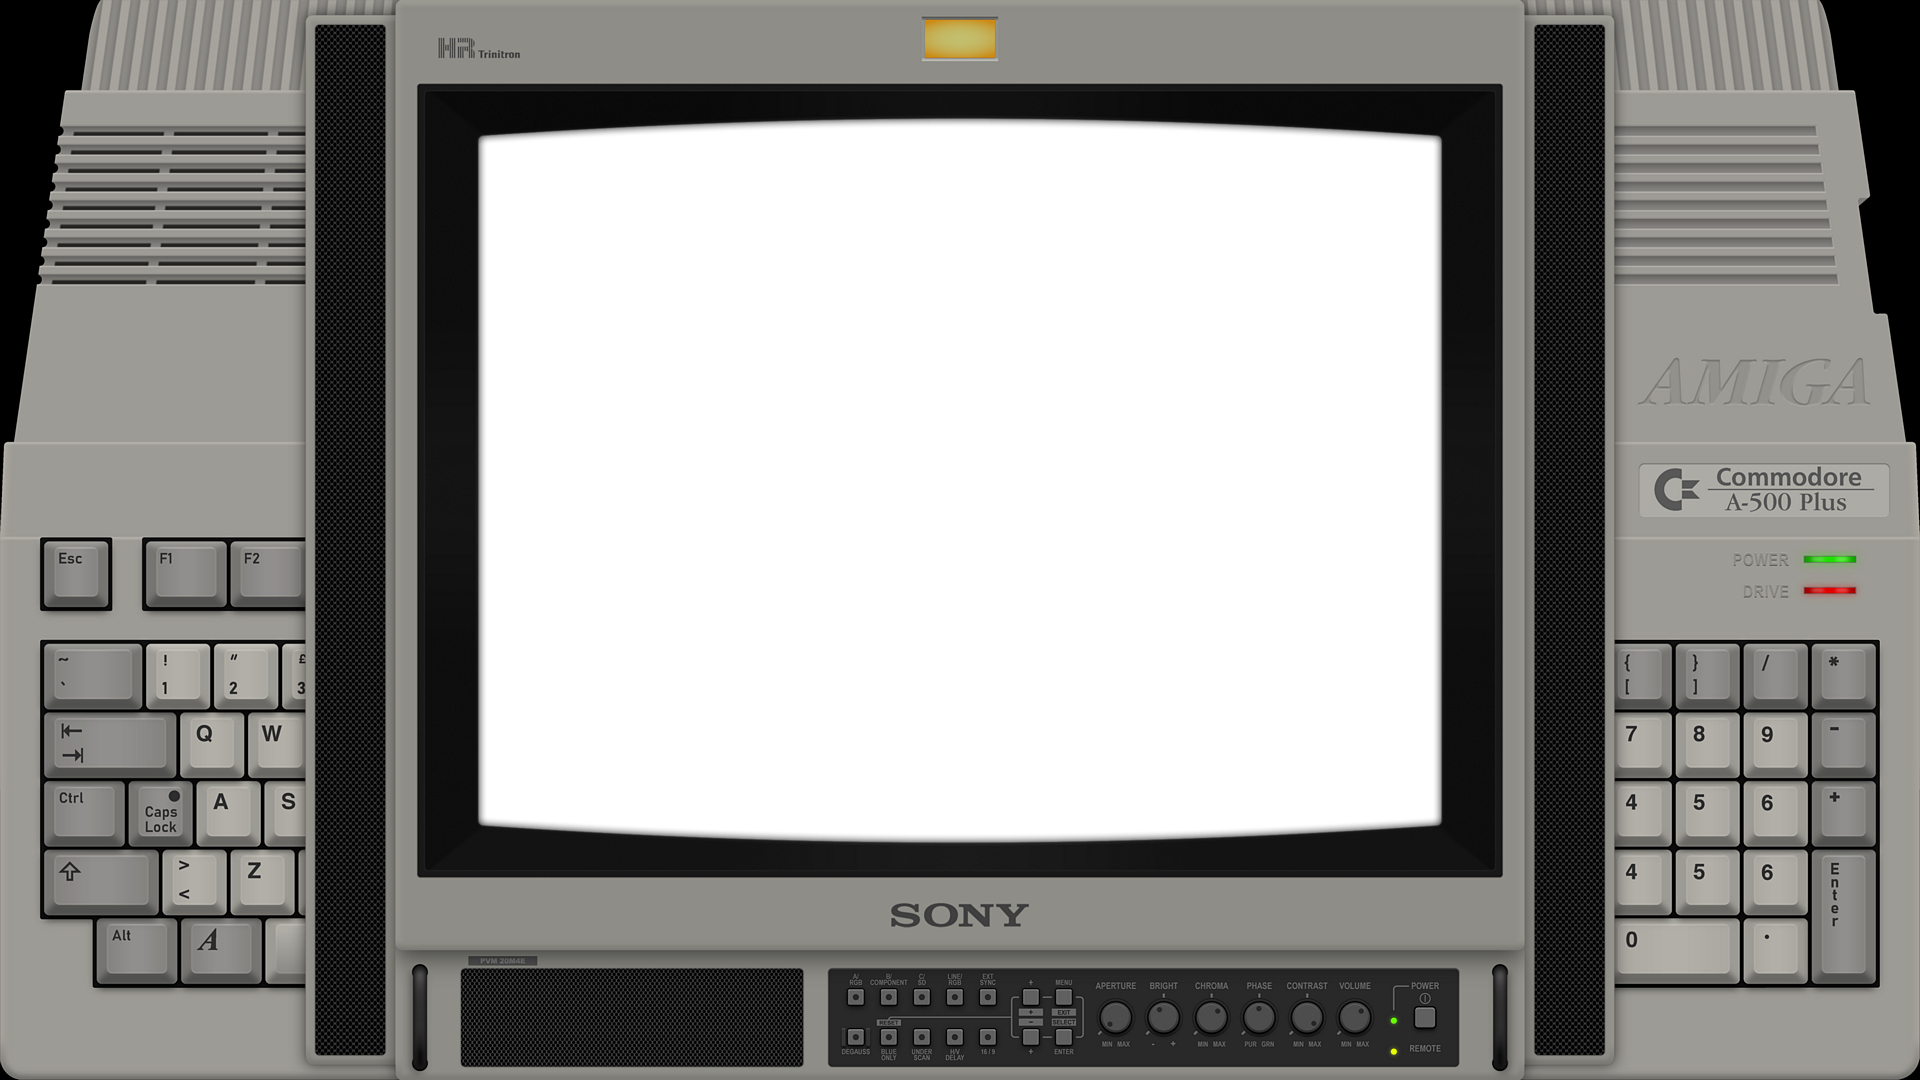 HR Trinitron
AMIGA
Commodore
A-500 Plus
POWER
DRIVE
Esc
F1
F2
~
`
!
1
"
2
£
3
{
[
}
]
/
*
Q
W
7
8
9
-
Ctrl
Caps
Lock
A
S
4
5
6
+
>
<
Z
4
5
6
Enter
Alt
A
0
.
SONY
PVM 20M4E
A/
RGB
B/
COMPONENT
C/
SD
LINE/
RGB
EXT
SYNC
+
MENU
+
EXIT
-
SELECT
RESET
DEGAUSS
BLUE
ONLY
UNDER
SCAN
H/V
DELAY
16 / 9
+
ENTER
APERTURE
BRIGHT
CHROMA
PHASE
CONTRAST
VOLUME
MIN MAX
- +
MIN MAX
PUR GRN
MIN MAX
MIN MAX
POWER
REMOTE